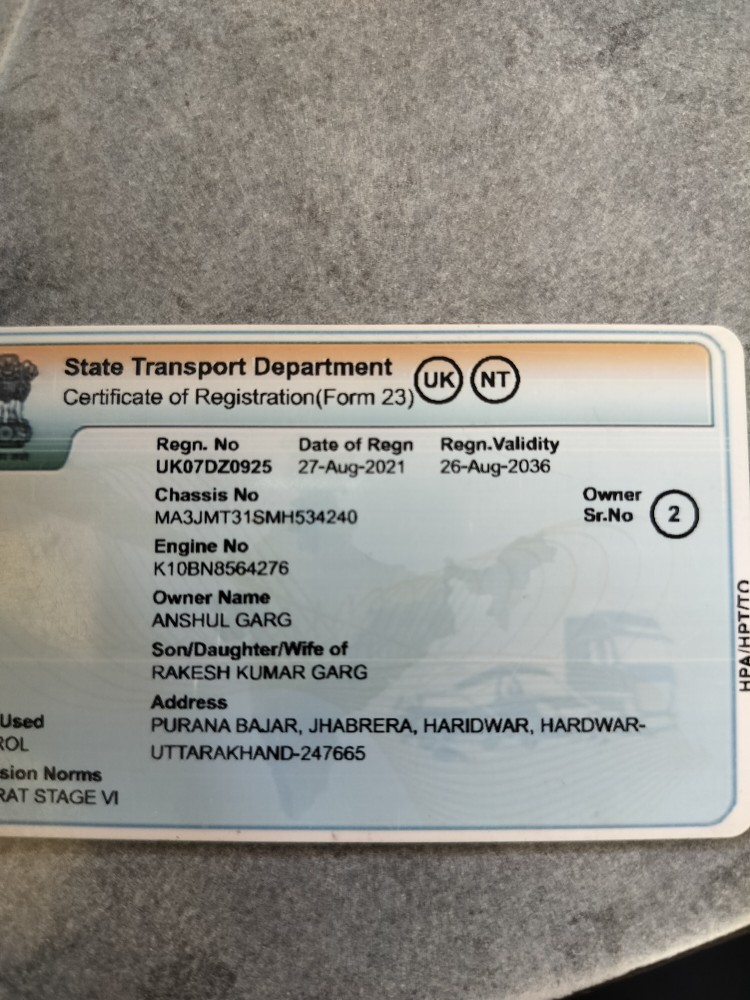 State Transport Department
Certificate of Registration(Form 23)
UK NT
Regn. No Date of Regn Regn.Validity
UK07DZ0925 27-Aug-2021 26-Aug-2036
Chassis No
MA3JMT31SMH534240
Owner
Sr.No 2
Engine No
K10BN8564276
Owner Name
ANSHUL GARG
Son/Daughter/Wife of
RAKESH KUMAR GARG
Address
PURANA BAJAR, JHABRERA, HARIDWAR, HARDWAR-
UTTARAKHAND-247665
Used
ROL
sion Norms
RAT STAGE VI
HPA/HPT/TO